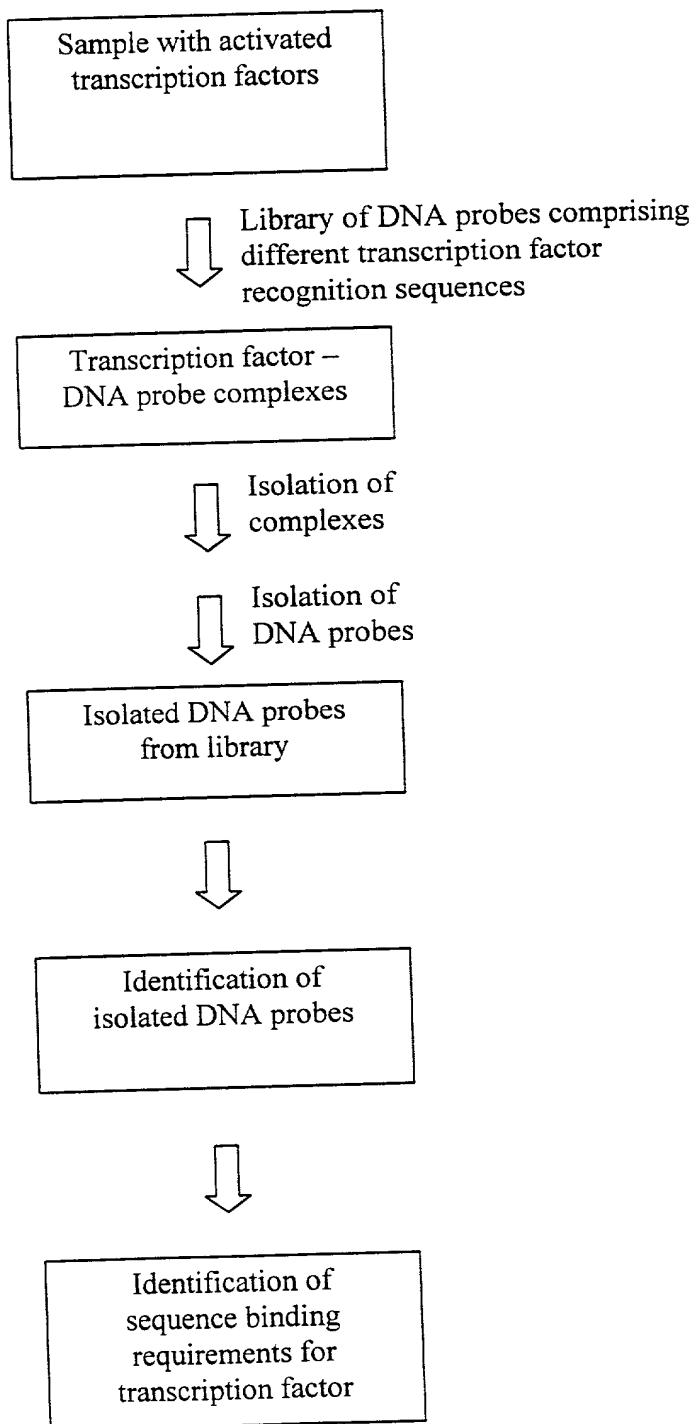 Sample with activated
transcription factors
Library of DNA probes comprising
different transcription factor
recognition sequences
Transcription factor –
DNA probe complexes
Isolation of
complexes
Isolation of
DNA probes
Isolated DNA probes
from library
Identification of
isolated DNA probes
Identification of
sequence binding
requirements for
transcription factor